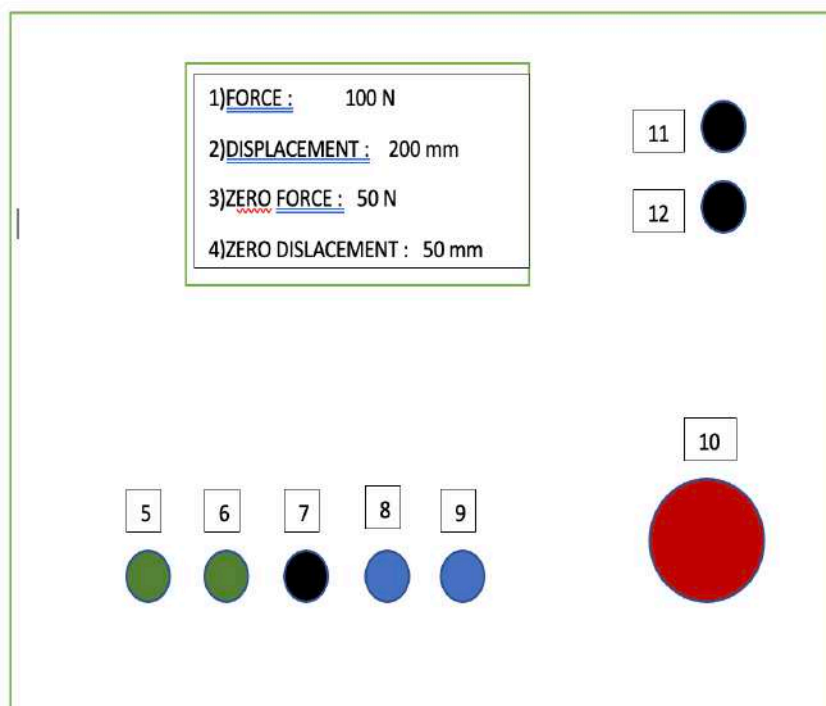 1)FORCE : 100 N
2)DISPLACEMENT : 200 mm
3)ZERO FORCE : 50 N
4)ZERO DISLACEMENT : 50 mm
11
12
10
5 6 7 8 9